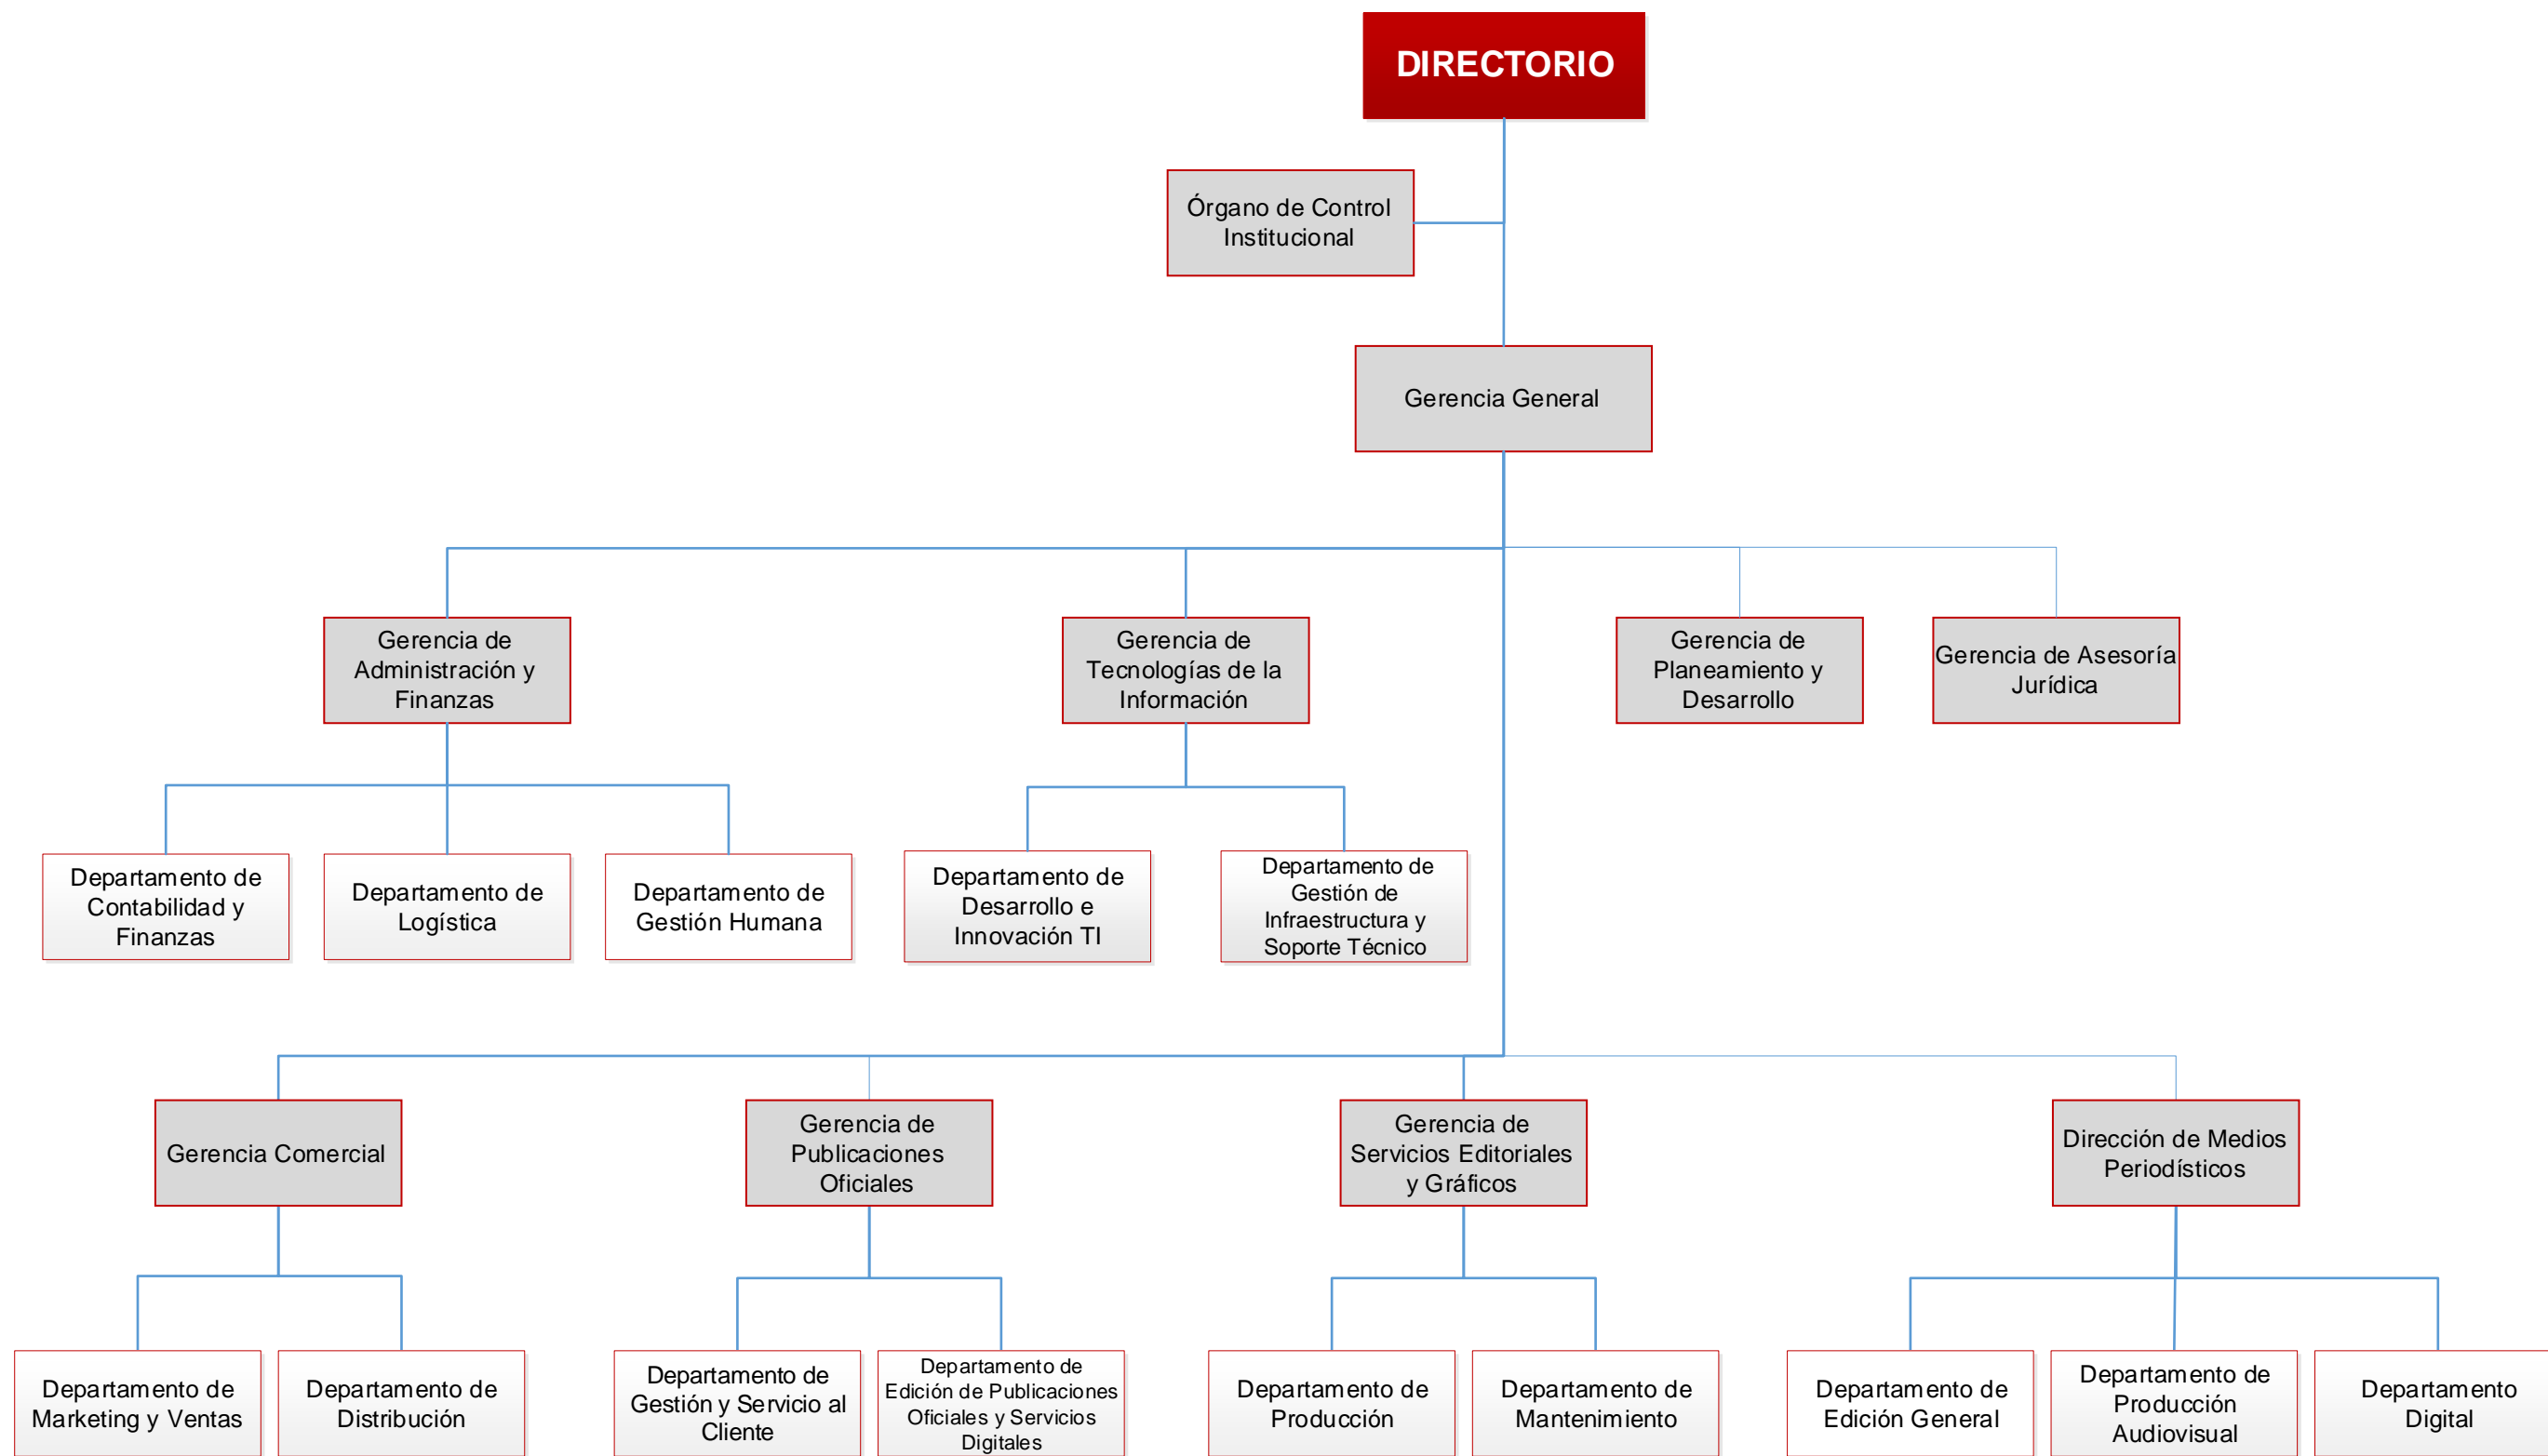 DIRECTORIO
Órgano de Control
Institucional
Gerencia General
Gerencia de
Administración y
Finanzas
Gerencia de
Tecnologías de la
Información
Gerencia de
Planeamiento y
Desarrollo
Gerencia de Asesoría
Jurídica
Departamento de
Contabilidad y
Finanzas
Departamento de
Logística
Departamento de
Gestión Humana
Departamento de
Desarrollo e
Innovación TI
Departamento de
Gestión de
Infraestructura y
Soporte Técnico
Gerencia Comercial
Gerencia de
Publicaciones
Oficiales
Gerencia de
Servicios Editoriales
y Gráficos
Dirección de Medios
Periodísticos
Departamento de
Marketing y Ventas
Departamento de
Distribución
Departamento de
Gestión y Servicio al
Cliente
Departamento de
Edición de Publicaciones
Oficiales y Servicios
Digitales
Departamento de
Producción
Departamento de
Mantenimiento
Departamento de
Edición General
Departamento de
Producción
Audiovisual
Departamento
Digital